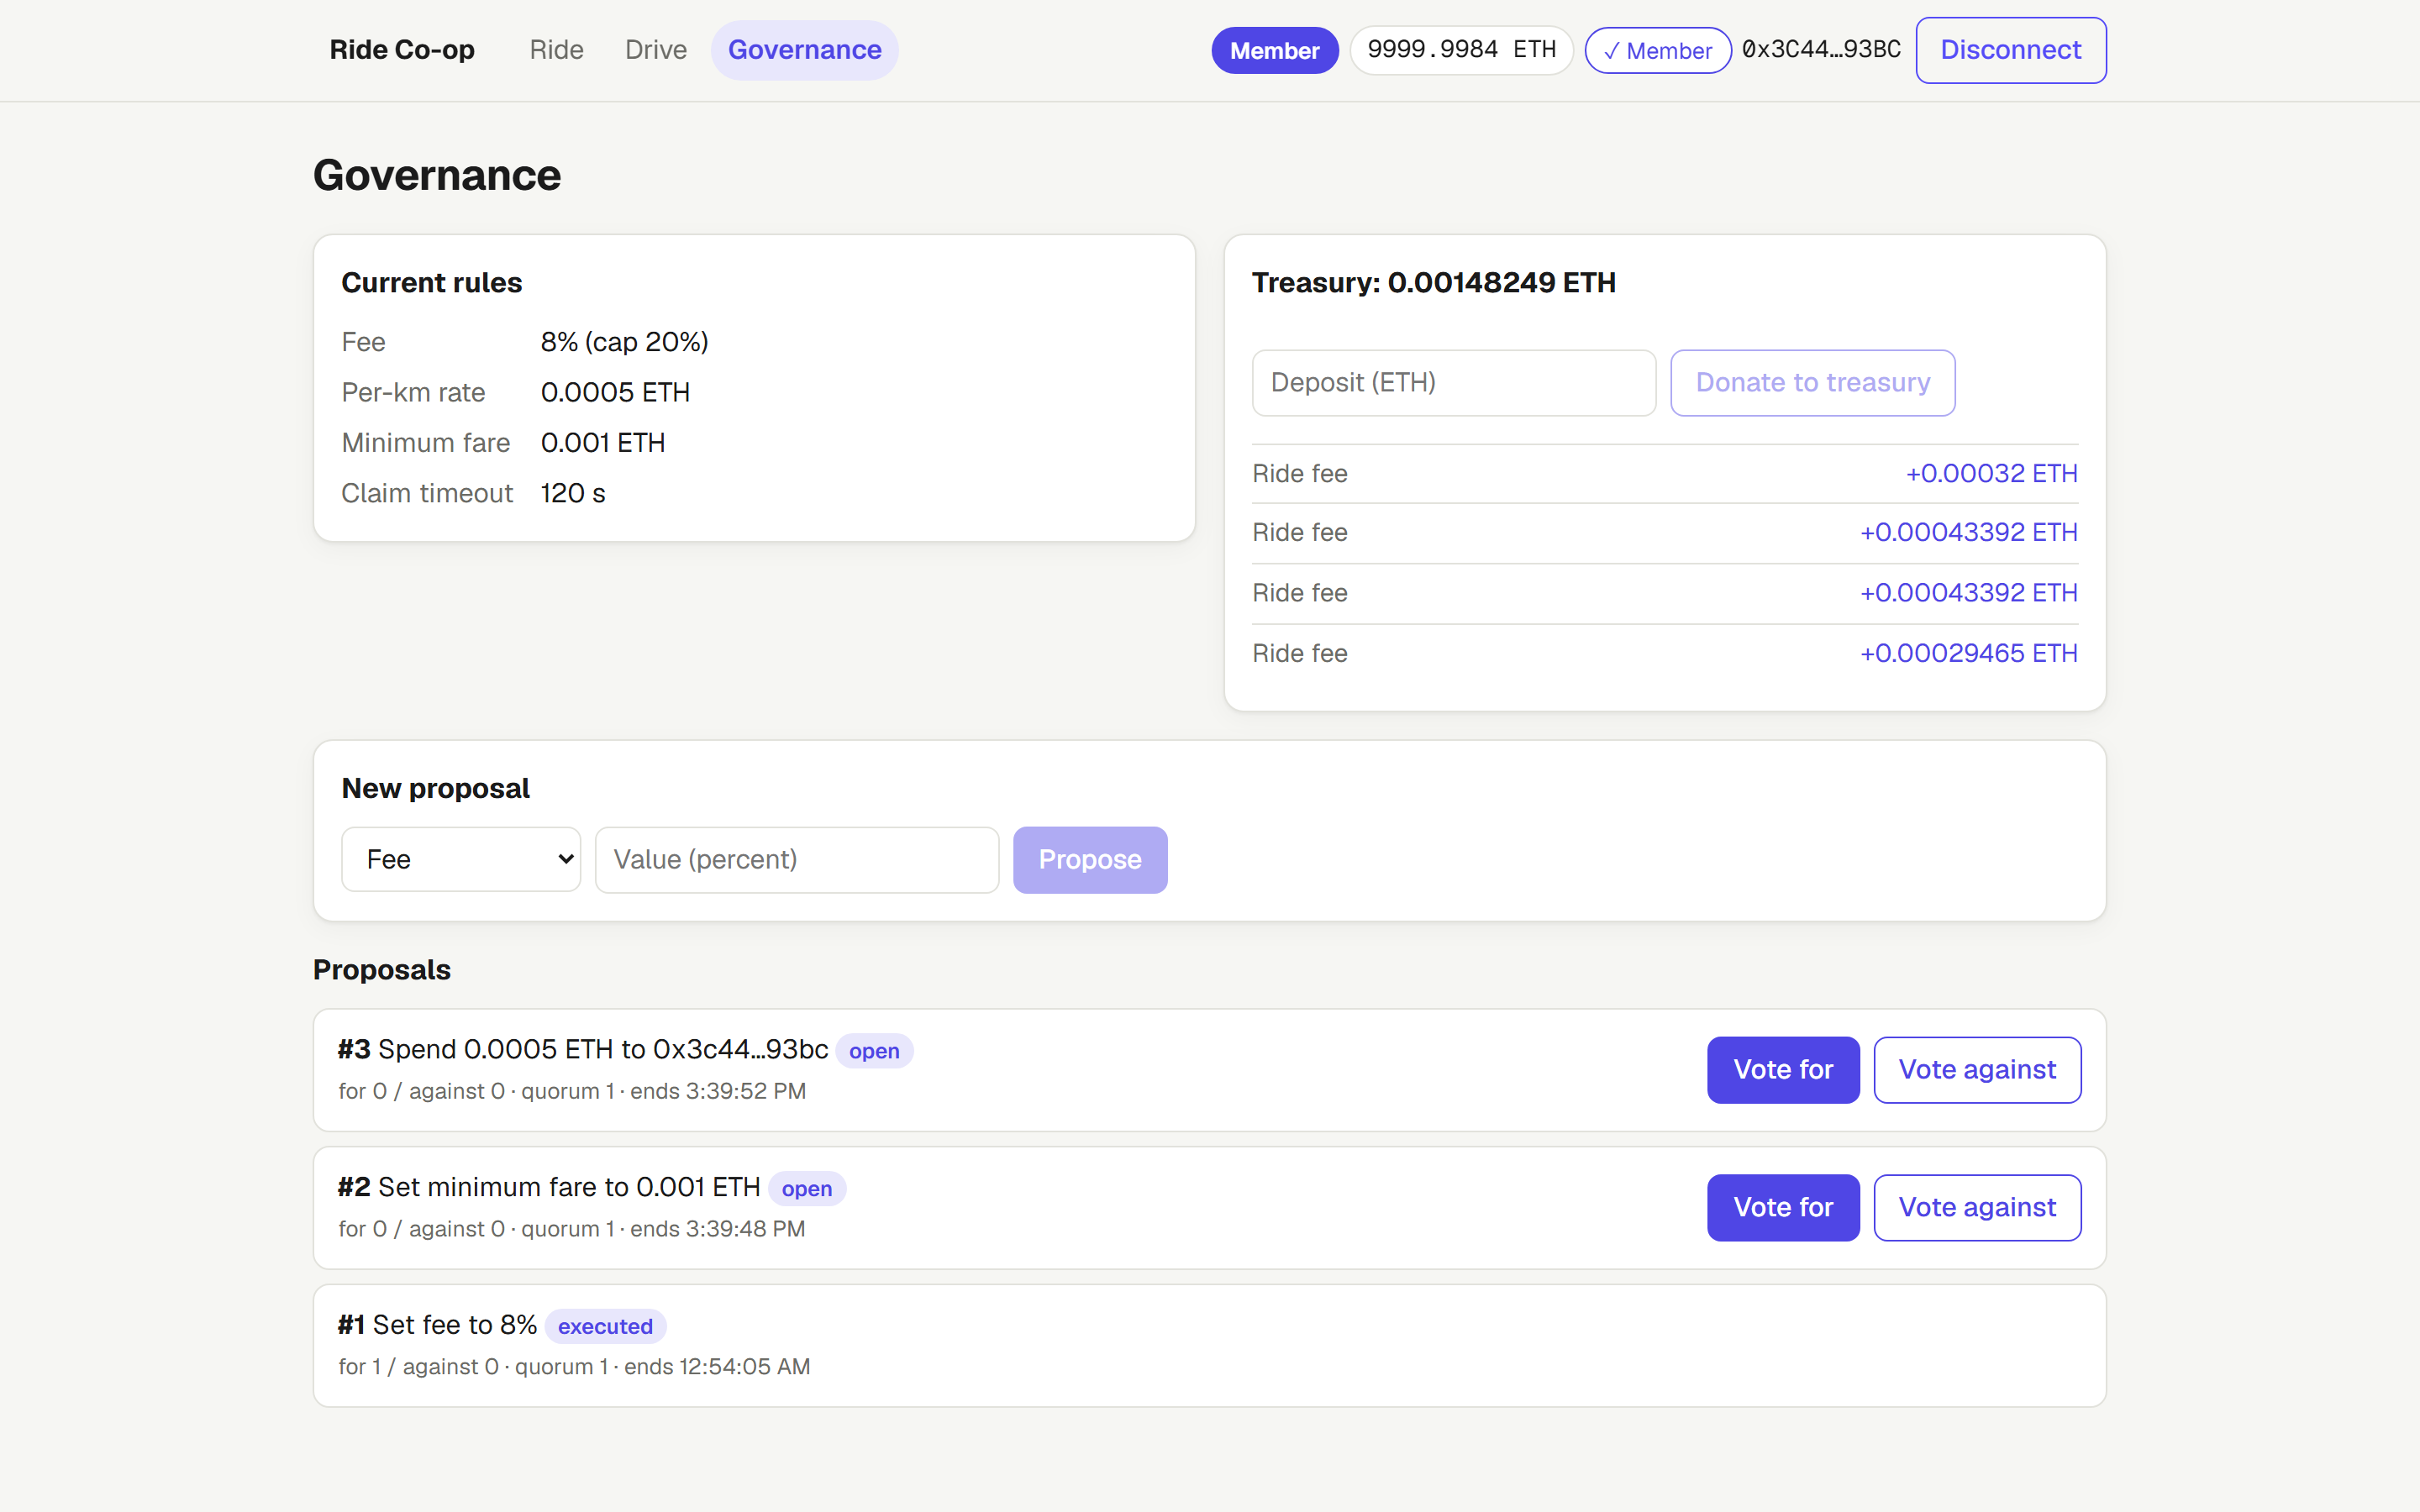 Ride Co-op Ride Drive Governance Member 9999.9984 ETH ✓ Member 0x3C44…93BC Disconnect
Governance
Current rules
Fee 8% (cap 20%)
Per-km rate 0.0005 ETH
Minimum fare 0.001 ETH
Claim timeout 120 s
Treasury: 0.00148249 ETH
Deposit (ETH) Donate to treasury
Ride fee +0.00032 ETH
Ride fee +0.00043392 ETH
Ride fee +0.00043392 ETH
Ride fee +0.00029465 ETH
New proposal
Fee Value (percent) Propose
Proposals
#3 Spend 0.0005 ETH to 0x3c44…93bc open
for 0 / against 0 · quorum 1 · ends 3:39:52 PM
Vote for Vote against
#2 Set minimum fare to 0.001 ETH open
for 0 / against 0 · quorum 1 · ends 3:39:48 PM
Vote for Vote against
#1 Set fee to 8% executed
for 1 / against 0 · quorum 1 · ends 12:54:05 AM